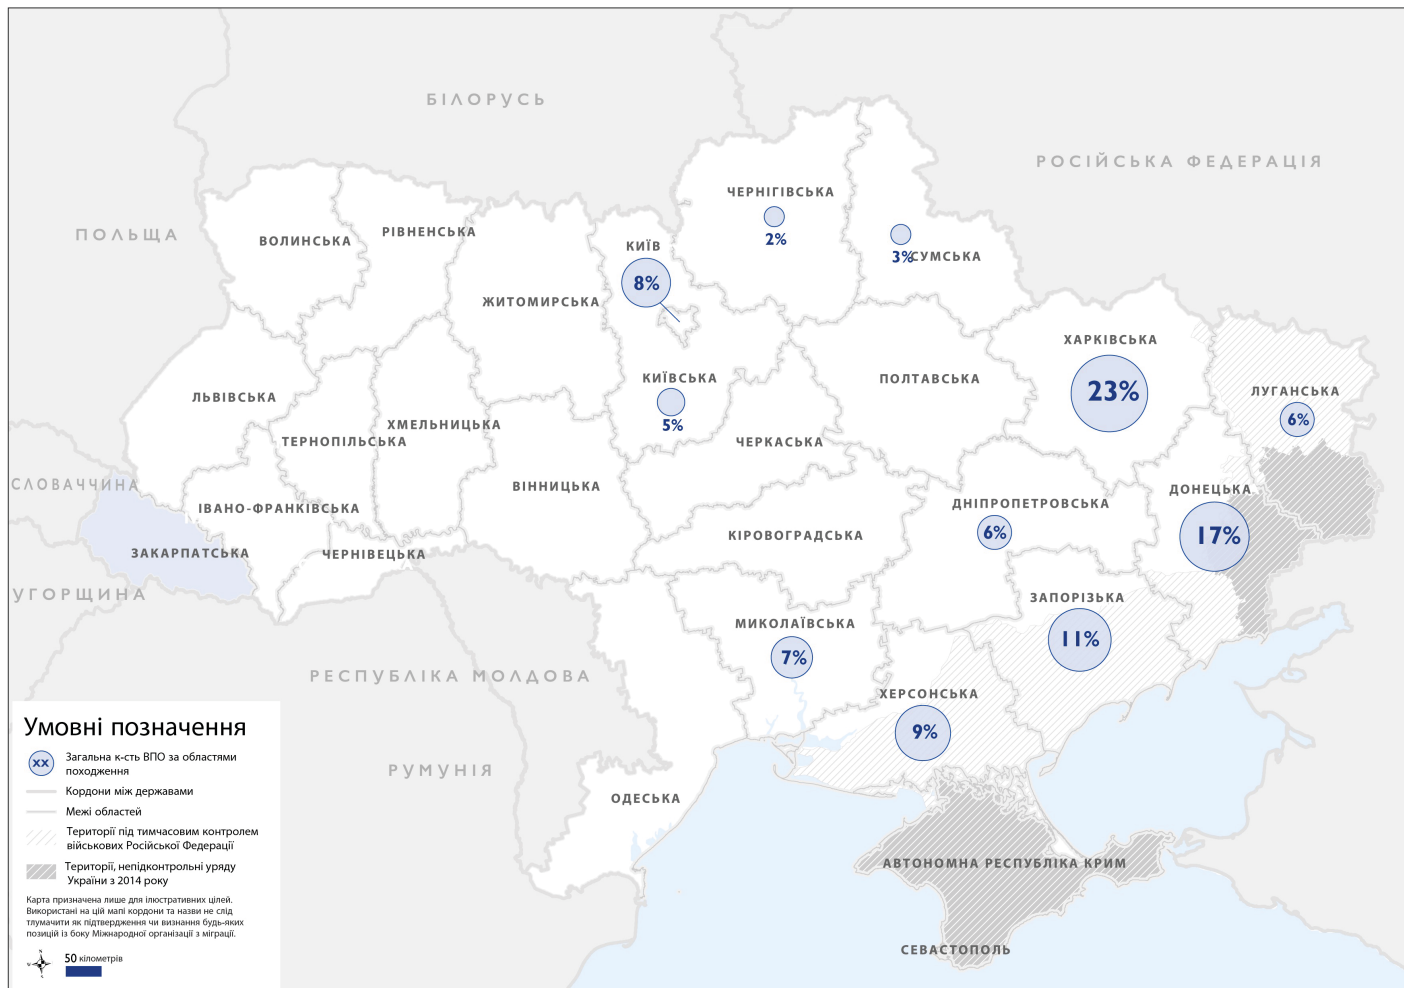 БІЛОРУСЬ
РОСІЙСЬКА ФЕДЕРАЦІЯ
ПОЛЬЩА
СЛОВАЧЧИНА
УГОРЩИНА
РЕСПУБЛІКА МОЛДОВА
РУМУНІЯ
ВОЛИНСЬКА
РІВНЕНСЬКА
ЖИТОМИРСЬКА
КИЇВ
8%
ЧЕРНІГІВСЬКА
2%
3%
СУМСЬКА
КИЇВСЬКА
5%
ПОЛТАВСЬКА
ХАРКІВСЬКА
23%
ЛУГАНСЬКА
6%
ЛЬВІВСЬКА
ТЕРНОПІЛЬСЬКА
ХМЕЛЬНИЦЬКА
ВІННИЦЬКА
ЧЕРКАСЬКА
ІВАНО-ФРАНКІВСЬКА
ЗАКАРПАТСЬКА
ЧЕРНІВЕЦЬКА
КІРОВОГРАДСЬКА
ДНІПРОПЕТРОВСЬКА
6%
ДОНЕЦЬКА
17%
ЗАПОРІЗЬКА
11%
МИКОЛАЇВСЬКА
7%
ХЕРСОНСЬКА
9%
ОДЕСЬКА
АВТОНОМНА РЕСПУБЛІКА КРИМ
СЕВАСТОПОЛЬ
Умовні позначення
xx
Загальна к-сть ВПО за областями
походження
Кордони між державами
Межі областей
Території під тимчасовим контролем
військових Російської Федерації
Території, непідконтрольні уряду
України з 2014 року
Карта призначена лише для ілюстративних цілей.
Використані на цій мапі кордони та назви не слід
тлумачити як підтвердження чи визнання будь-яких
позицій із боку Міжнародної організації з міграції.
50 кілометрів